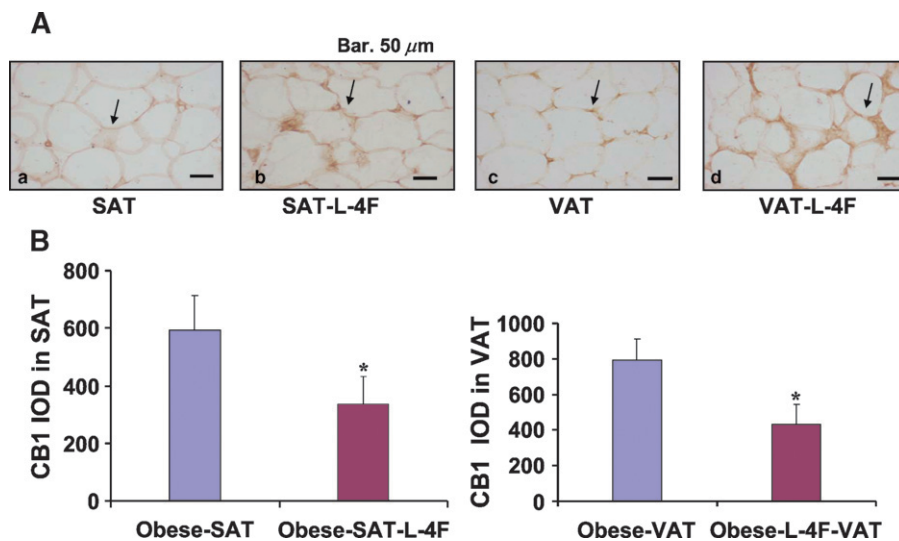 A
Bar. 50 μm
a
b
c
d
SAT
SAT-L-4F
VAT
VAT-L-4F
B
CB1 IOD in SAT
800
600
400
200
0
*
Obese-SAT
Obese-SAT-L-4F
CB1 IOD in VAT
1000
800
600
400
200
0
*
Obese-VAT
Obese-L-4F-VAT